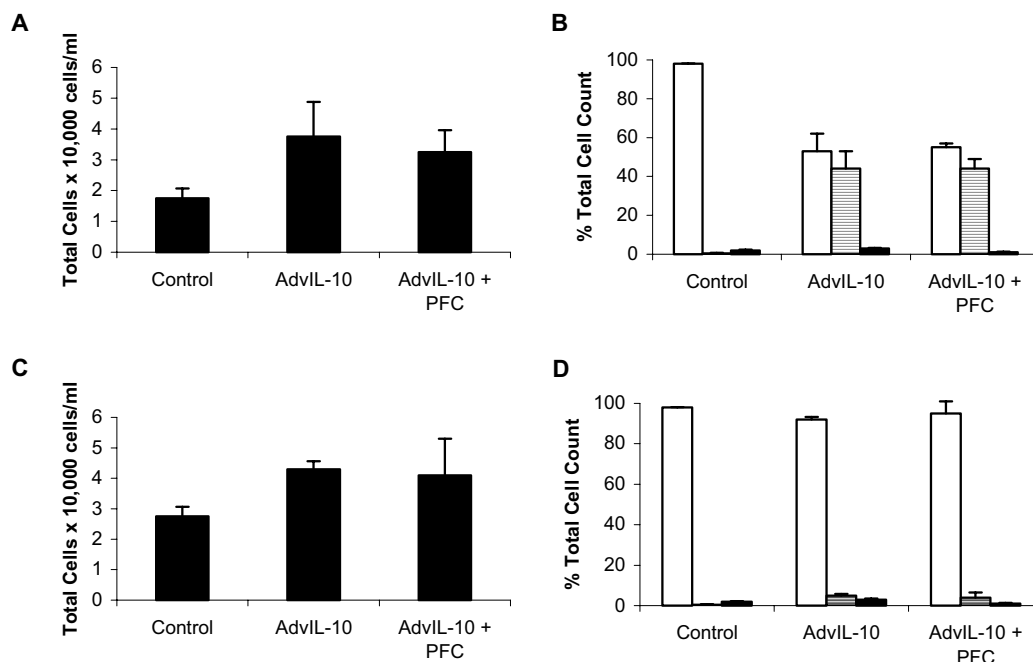 A
Total Cells x 10,000 cells/ml
6
5
4
3
2
1
0
Control
AdvIL-10
AdvIL-10 +
PFC
B
% Total Cell Count
100
80
60
40
20
0
Control
AdvIL-10
AdvIL-10 +
PFC
C
Total Cells x 10,000 cells/ml
6
5
4
3
2
1
0
Control
AdvIL-10
AdvIL-10 +
PFC
D
% Total Cell Count
100
80
60
40
20
0
Control
AdvIL-10
AdvIL-10 +
PFC